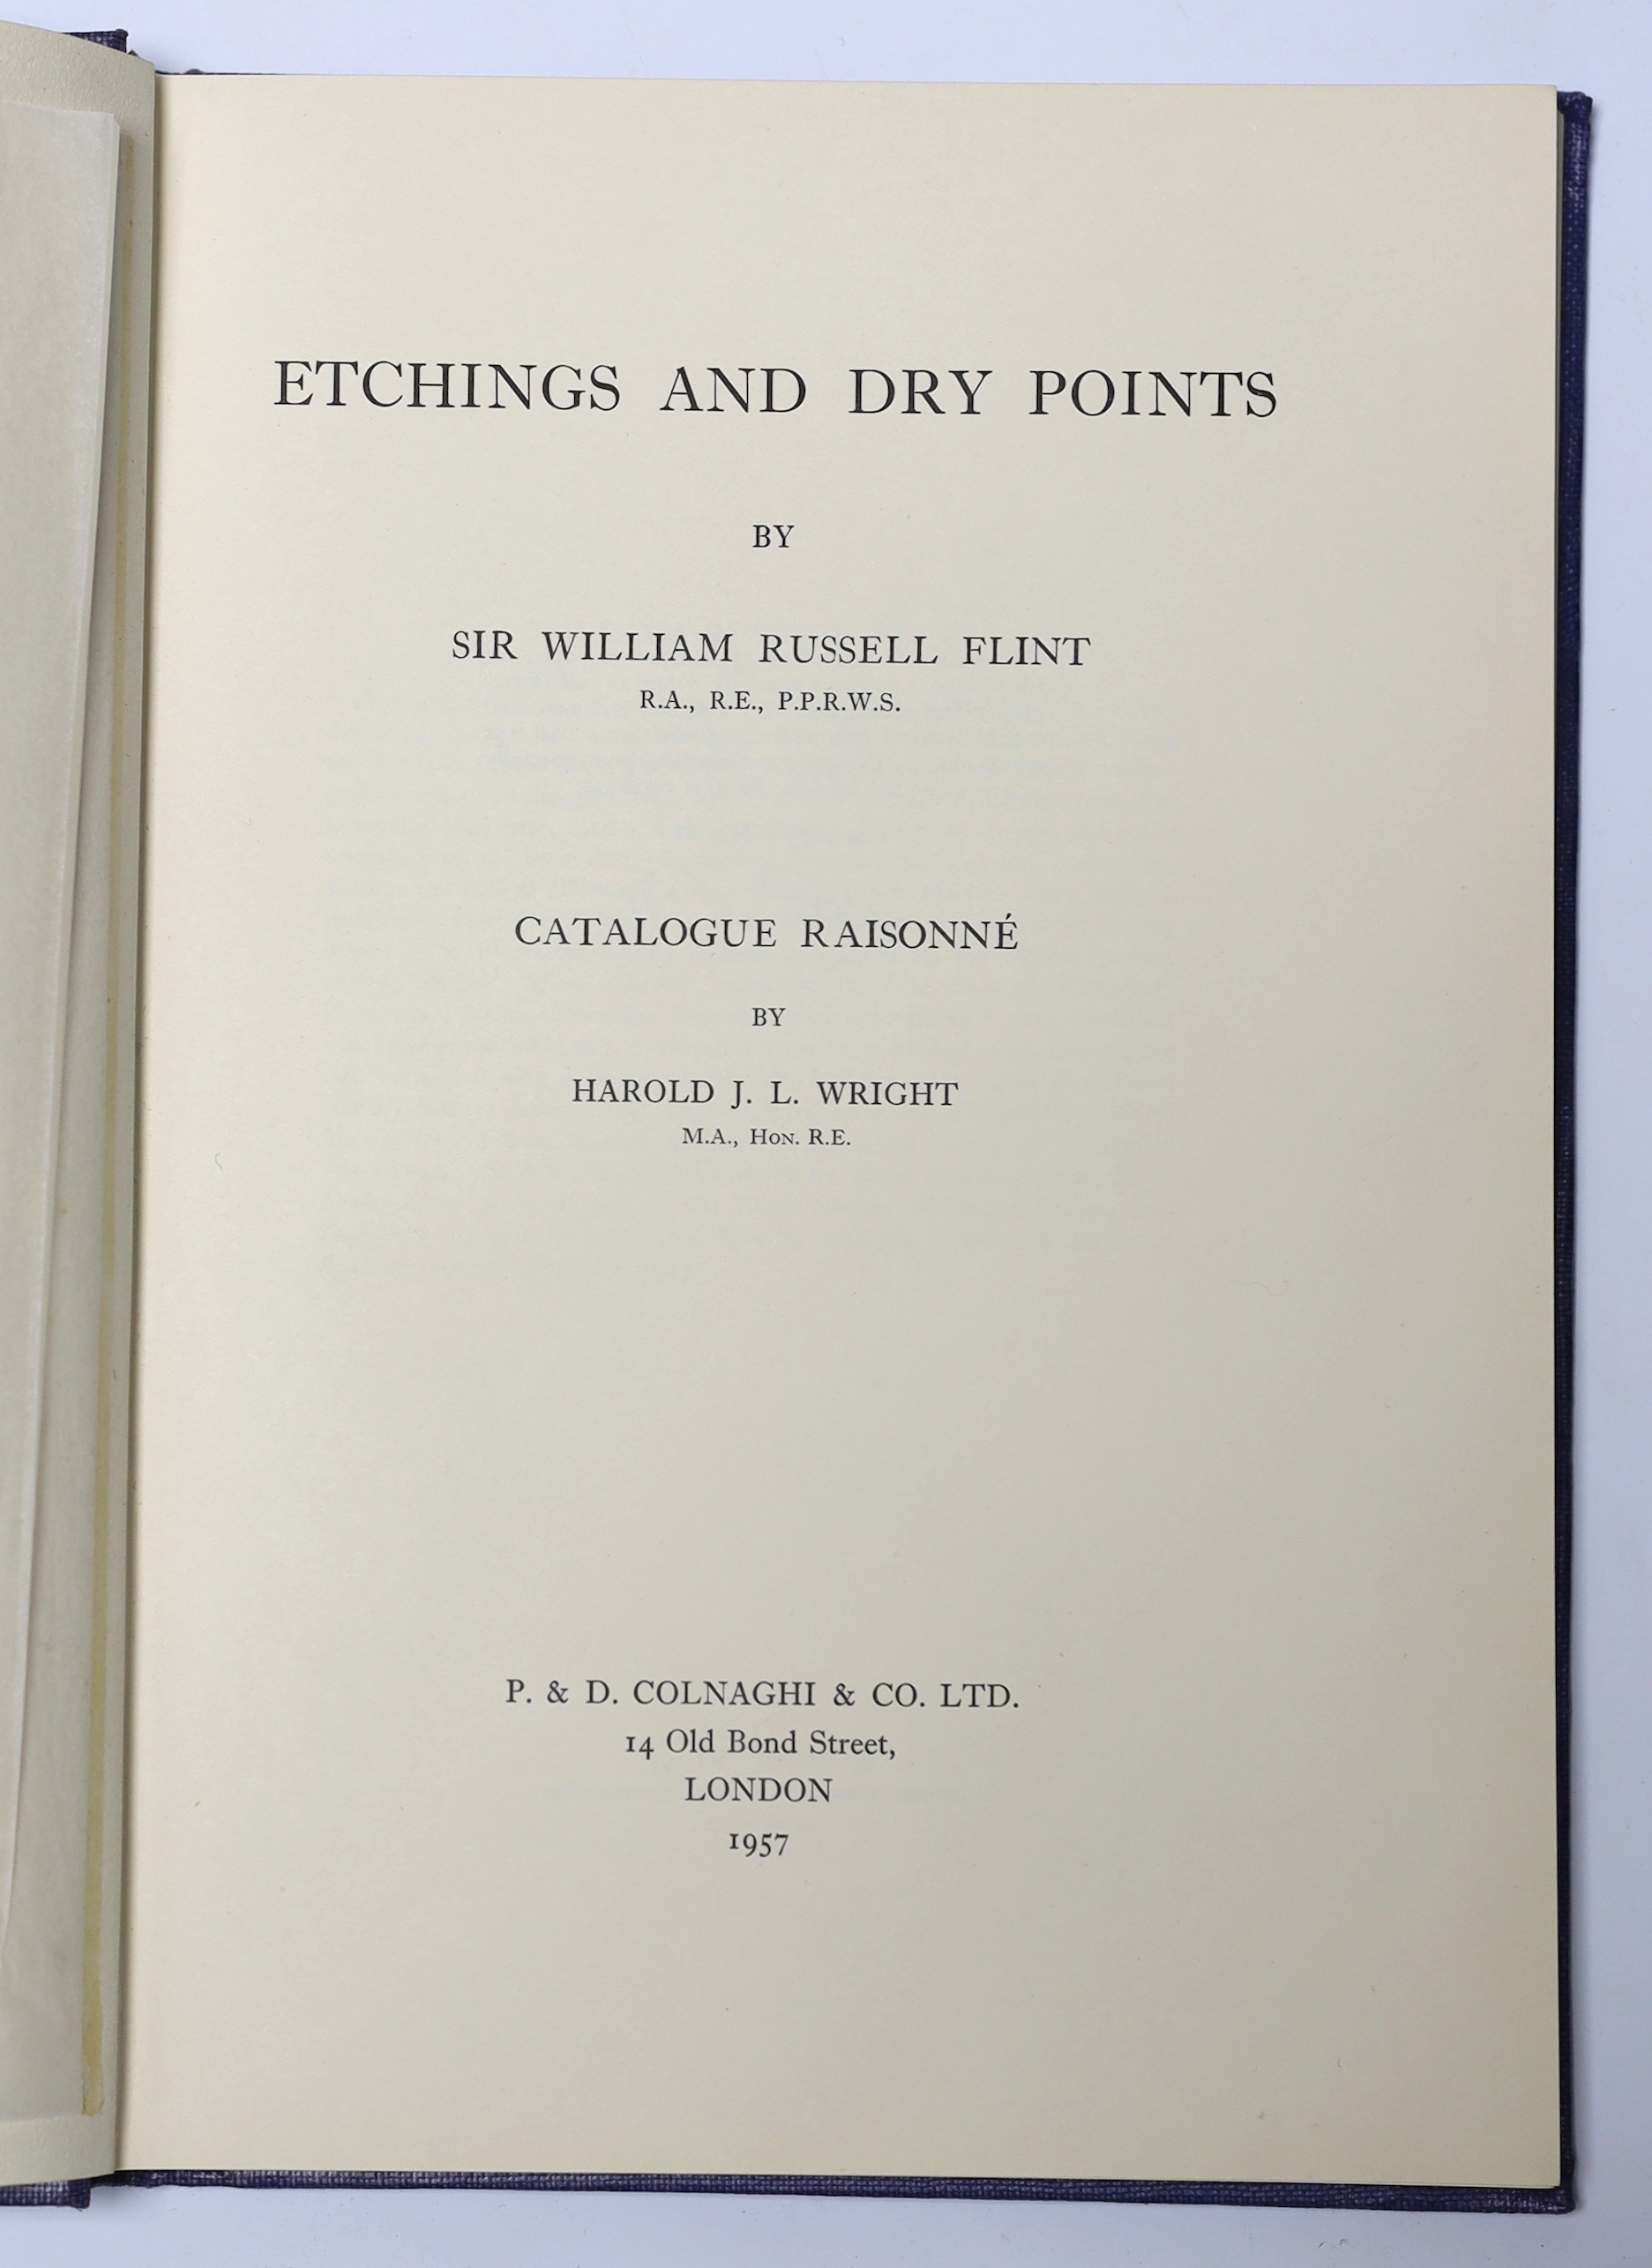 ETCHINGS AND DRY POINTS
BY
SIR WILLIAM RUSSELL FLINT
R.A., R.E., P.P.R.W.S.
CATALOGUE RAISONNÉ
BY
HAROLD J. L. WRIGHT
M.A., Hon. R.E.
P. & D. COLNAGHI & CO. LTD.
14 Old Bond Street,
LONDON
1957